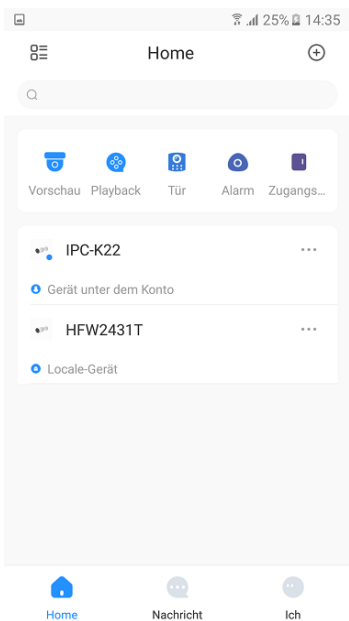 25% 14:35
Home
Vorschau Playback Tür Alarm Zugangs...
IPC-K22
Gerät unter dem Konto
HFW2431T
Locale-Gerät
Home Nachricht Ich